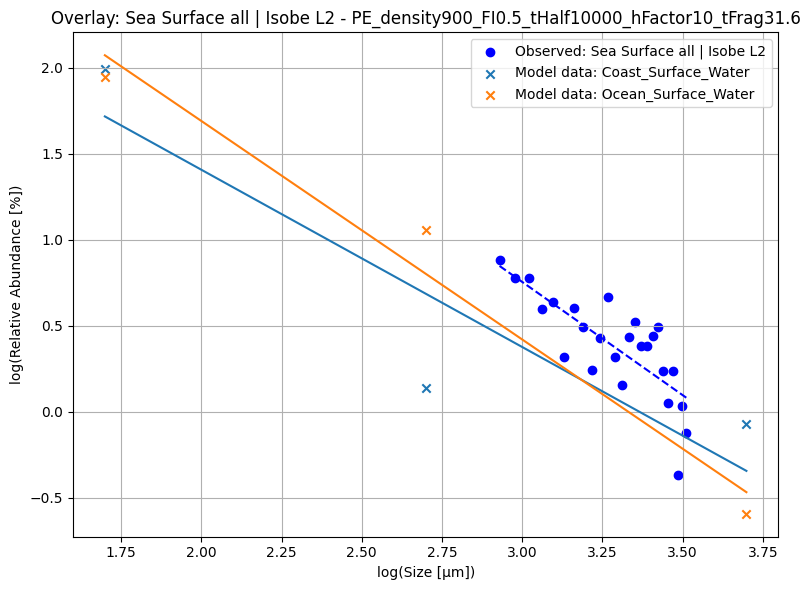 Overlay: Sea Surface all | Isobe L2 - PE_density900_FI0.5_tHalf10000_hFactor10_tFrag31.6
Observed: Sea Surface all | Isobe L2
Model data: Coast_Surface_Water
Model data: Ocean_Surface_Water
log(Relative Abundance [%])
2.0
1.5
1.0
0.5
0.0
−0.5
1.75 2.00 2.25 2.50 2.75 3.00 3.25 3.50 3.75
log(Size [μm])